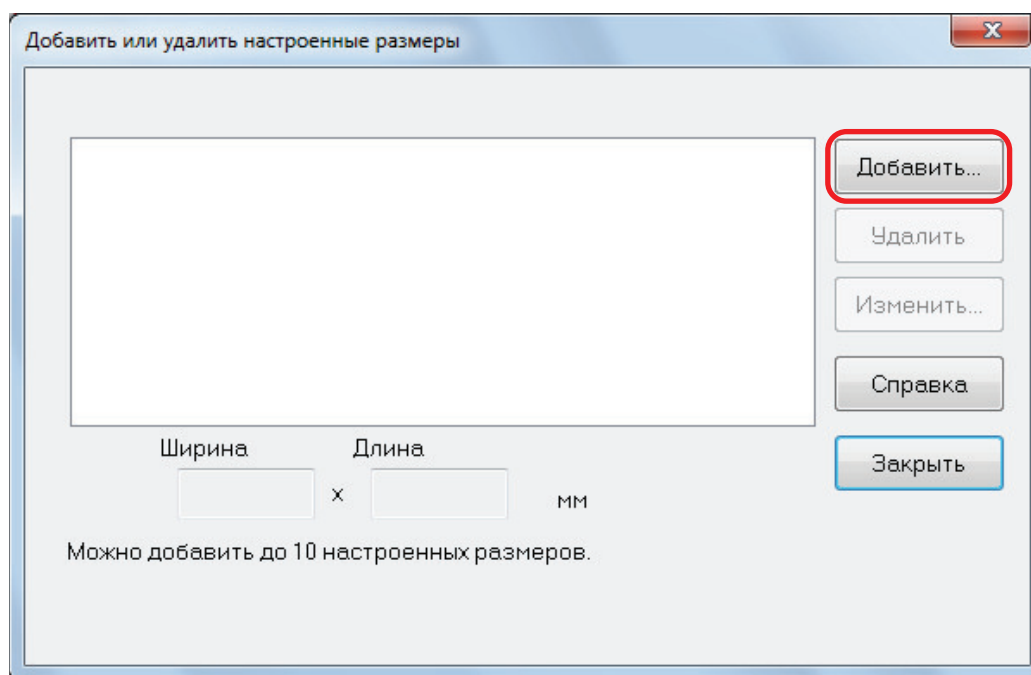 Добавить или удалить настроенные размеры
Добавить...
Удалить
Изменить...
Справка
Закрыть
Ширина Длина
x мм
Можно добавить до 10 настроенных размеров.